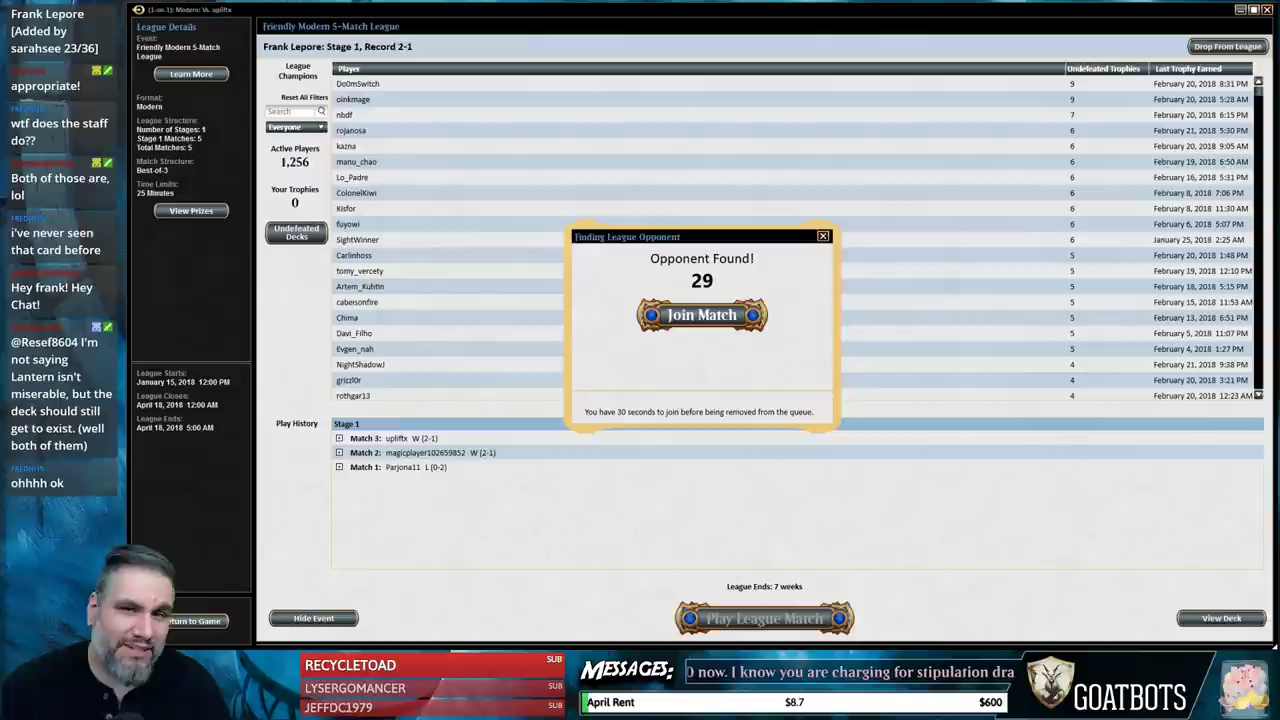 Frank Lepore
[Added by
sarahsee 23/36]
appropriate!
FREDHI5
wtf does the staff
do??
Both of those are,
lol
FREDHI5
i've never seen
that card before
Hey frank! Hey
Chat!
@Resef8604 I'm
not saying
Lantern isn't
miserable, but the
deck should still
get to exist. (well
both of them)
FREDHI5
ohhhh ok
(1-on-1): Modern: Vs. upliftx
League Details
Event:
Friendly Modern 5-Match
League
Learn More
Format:
Modern
League Structure:
Number of Stages: 1
Stage 1 Matches: 5
Total Matches: 5
Match Structure:
Best-of-3
Time Limits:
25 Minutes
View Prizes
League Starts:
January 15, 2018 12:00 PM
League Closes:
April 18, 2018 12:00 AM
League Ends:
April 18, 2018 5:00 AM
eturn to Game
Friendly Modern 5-Match League
Frank Lepore: Stage 1, Record 2-1
Drop From League
League
Champions
Reset All Filters
Search
Everyone
Active Players
1,256
Your Trophies
0
Undefeated
Decks
Player Undefeated Trophies Last Trophy Earned
Do0mSwitch 9 February 20, 2018 8:31 PM
oinkmage 9 February 20, 2018 5:28 AM
nbdf 7 February 20, 2018 6:15 PM
rojanosa 6 February 21, 2018 5:30 PM
kazna 6 February 20, 2018 9:05 AM
manu_chao 6 February 19, 2018 6:50 AM
Lo_Padre 6 February 16, 2018 5:31 PM
ColonelKiwi 6 February 8, 2018 7:06 PM
Kisfor 6 February 8, 2018 11:30 AM
fuyowi 6 February 6, 2018 5:07 PM
SightWinner 6 January 25, 2018 2:25 AM
Carlinhoss 5 February 20, 2018 1:48 PM
tomy_vercety 5 February 19, 2018 12:10 PM
Artem_Kuhtin 5 February 18, 2018 5:15 PM
cabeisonfire 5 February 15, 2018 11:53 AM
Chima 5 February 13, 2018 6:51 PM
Davi_Filho 5 February 5, 2018 11:07 PM
Evgen_nah 5 February 4, 2018 1:27 PM
NightShadowJ 4 February 21, 2018 9:38 PM
grizzl0r 4 February 20, 2018 3:21 PM
rothgar13 4 February 20, 2018 12:23 AM
Finding League Opponent
Opponent Found!
29
Join Match
You have 30 seconds to join before being removed from the queue.
Play History
Stage 1
Match 3: upliftx W (2-1)
Match 2: magicplayer102659852 W (2-1)
Match 1: Parjona11 L (0-2)
League Ends: 7 weeks
Hide Event
Play League Match
View Deck
RECYCLETOAD SUB
LYSERGOMANCER SUB
JEFFDC1979 SUB
MESSAGES:
O now. I know you are charging for stipulation dra
April Rent $8.7 $600
GOATBOTS